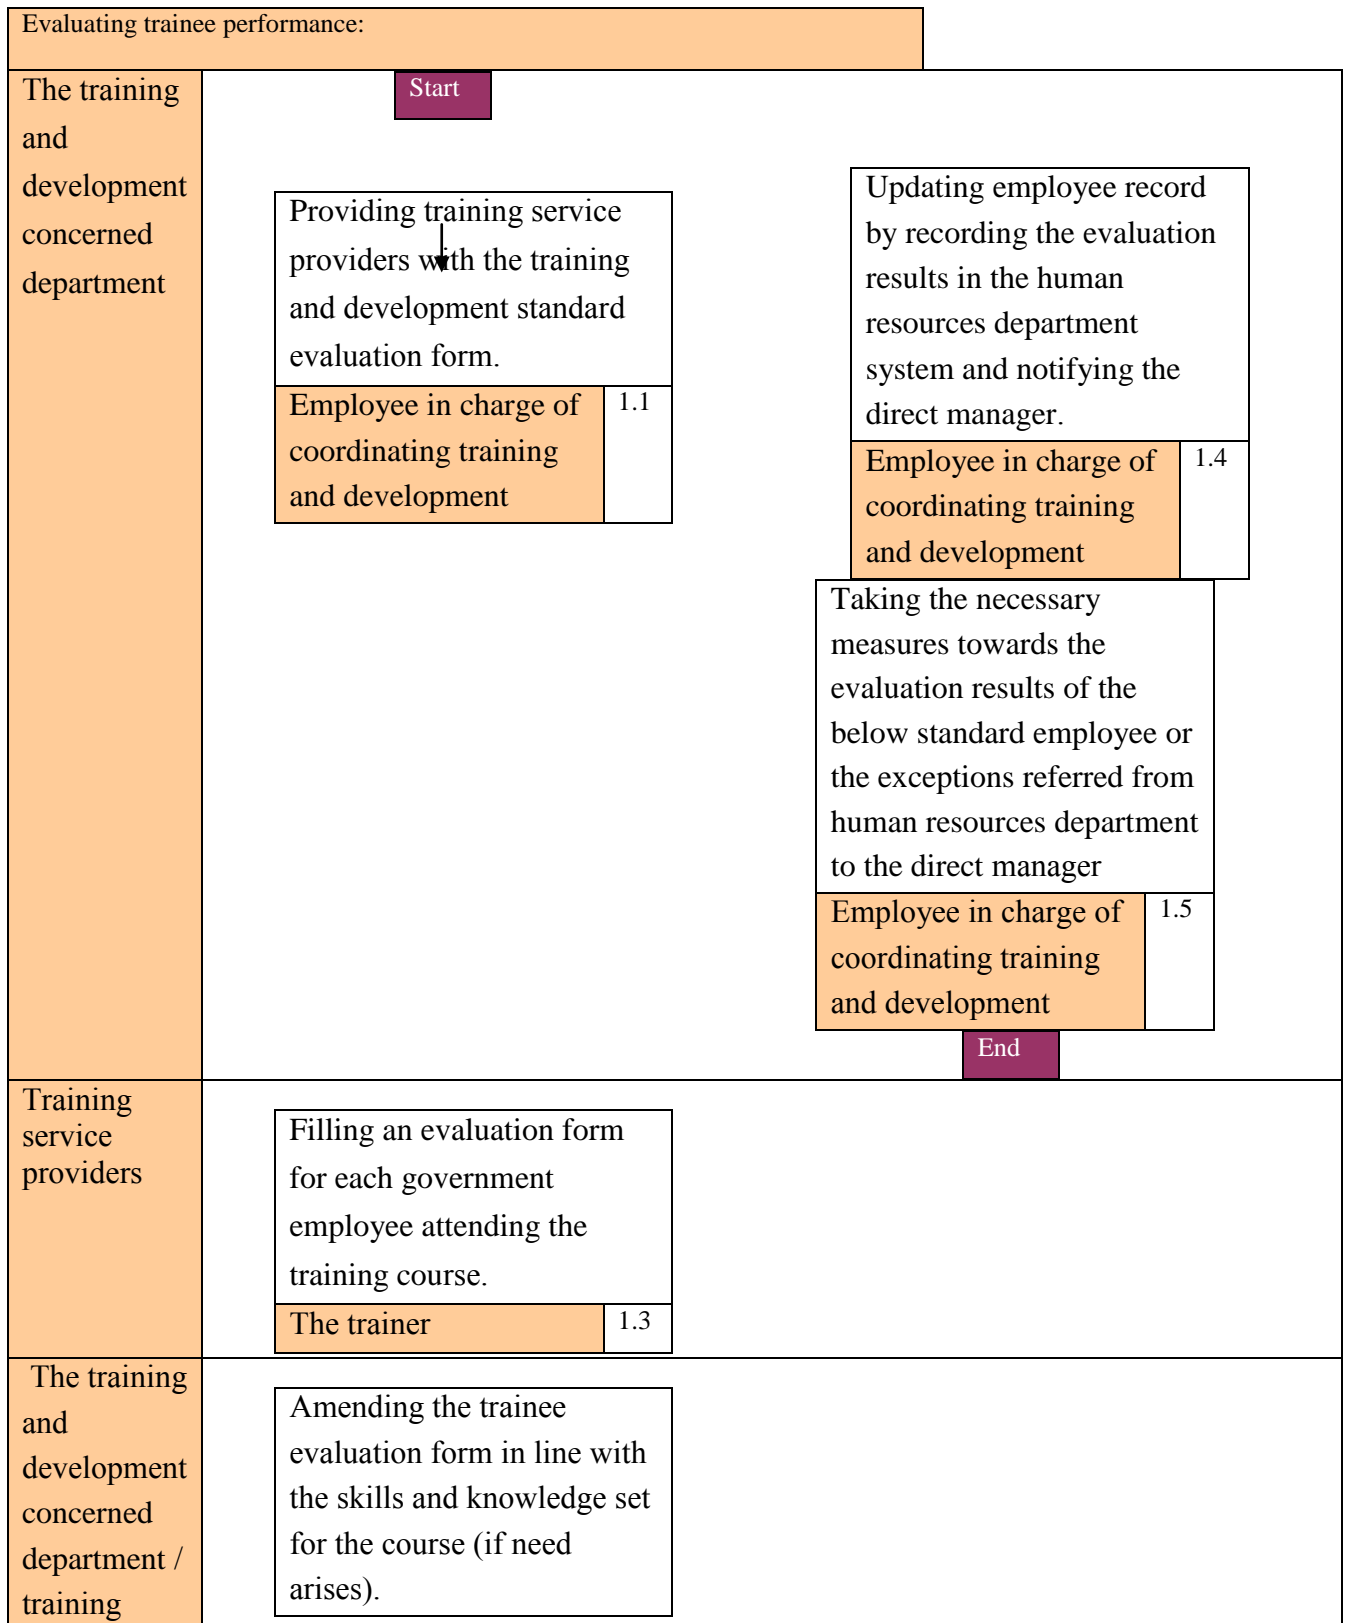 Evaluating trainee performance:
The training
and
development
concerned
department
Start
Providing training service
providers with the training
and development standard
evaluation form.
Employee in charge of
coordinating training
and development
1.1
Updating employee record
by recording the evaluation
results in the human
resources department
system and notifying the
direct manager.
Employee in charge of
coordinating training
and development
1.4
Taking the necessary
measures towards the
evaluation results of the
below standard employee or
the exceptions referred from
human resources department
to the direct manager
Employee in charge of
coordinating training
and development
1.5
End
Training
service
providers
Filling an evaluation form
for each government
employee attending the
training course.
The trainer
1.3
The training
and
development
concerned
department /
training
Amending the trainee
evaluation form in line with
the skills and knowledge set
for the course (if need
arises).